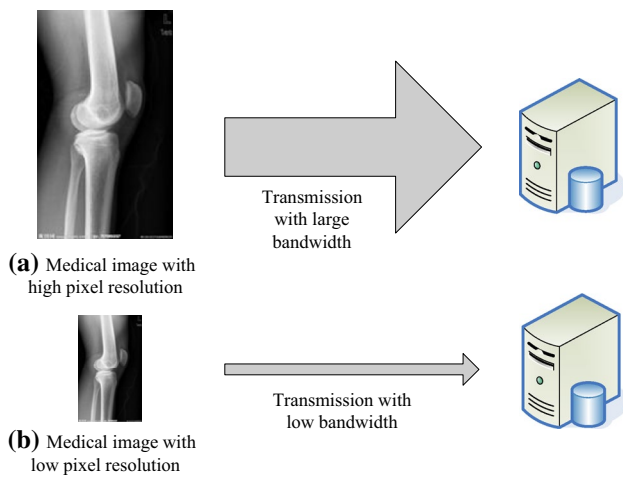 L
Transmission
with large
bandwidth
(a) Medical image with
high pixel resolution
Transmission with
low bandwidth
(b) Medical image with
low pixel resolution